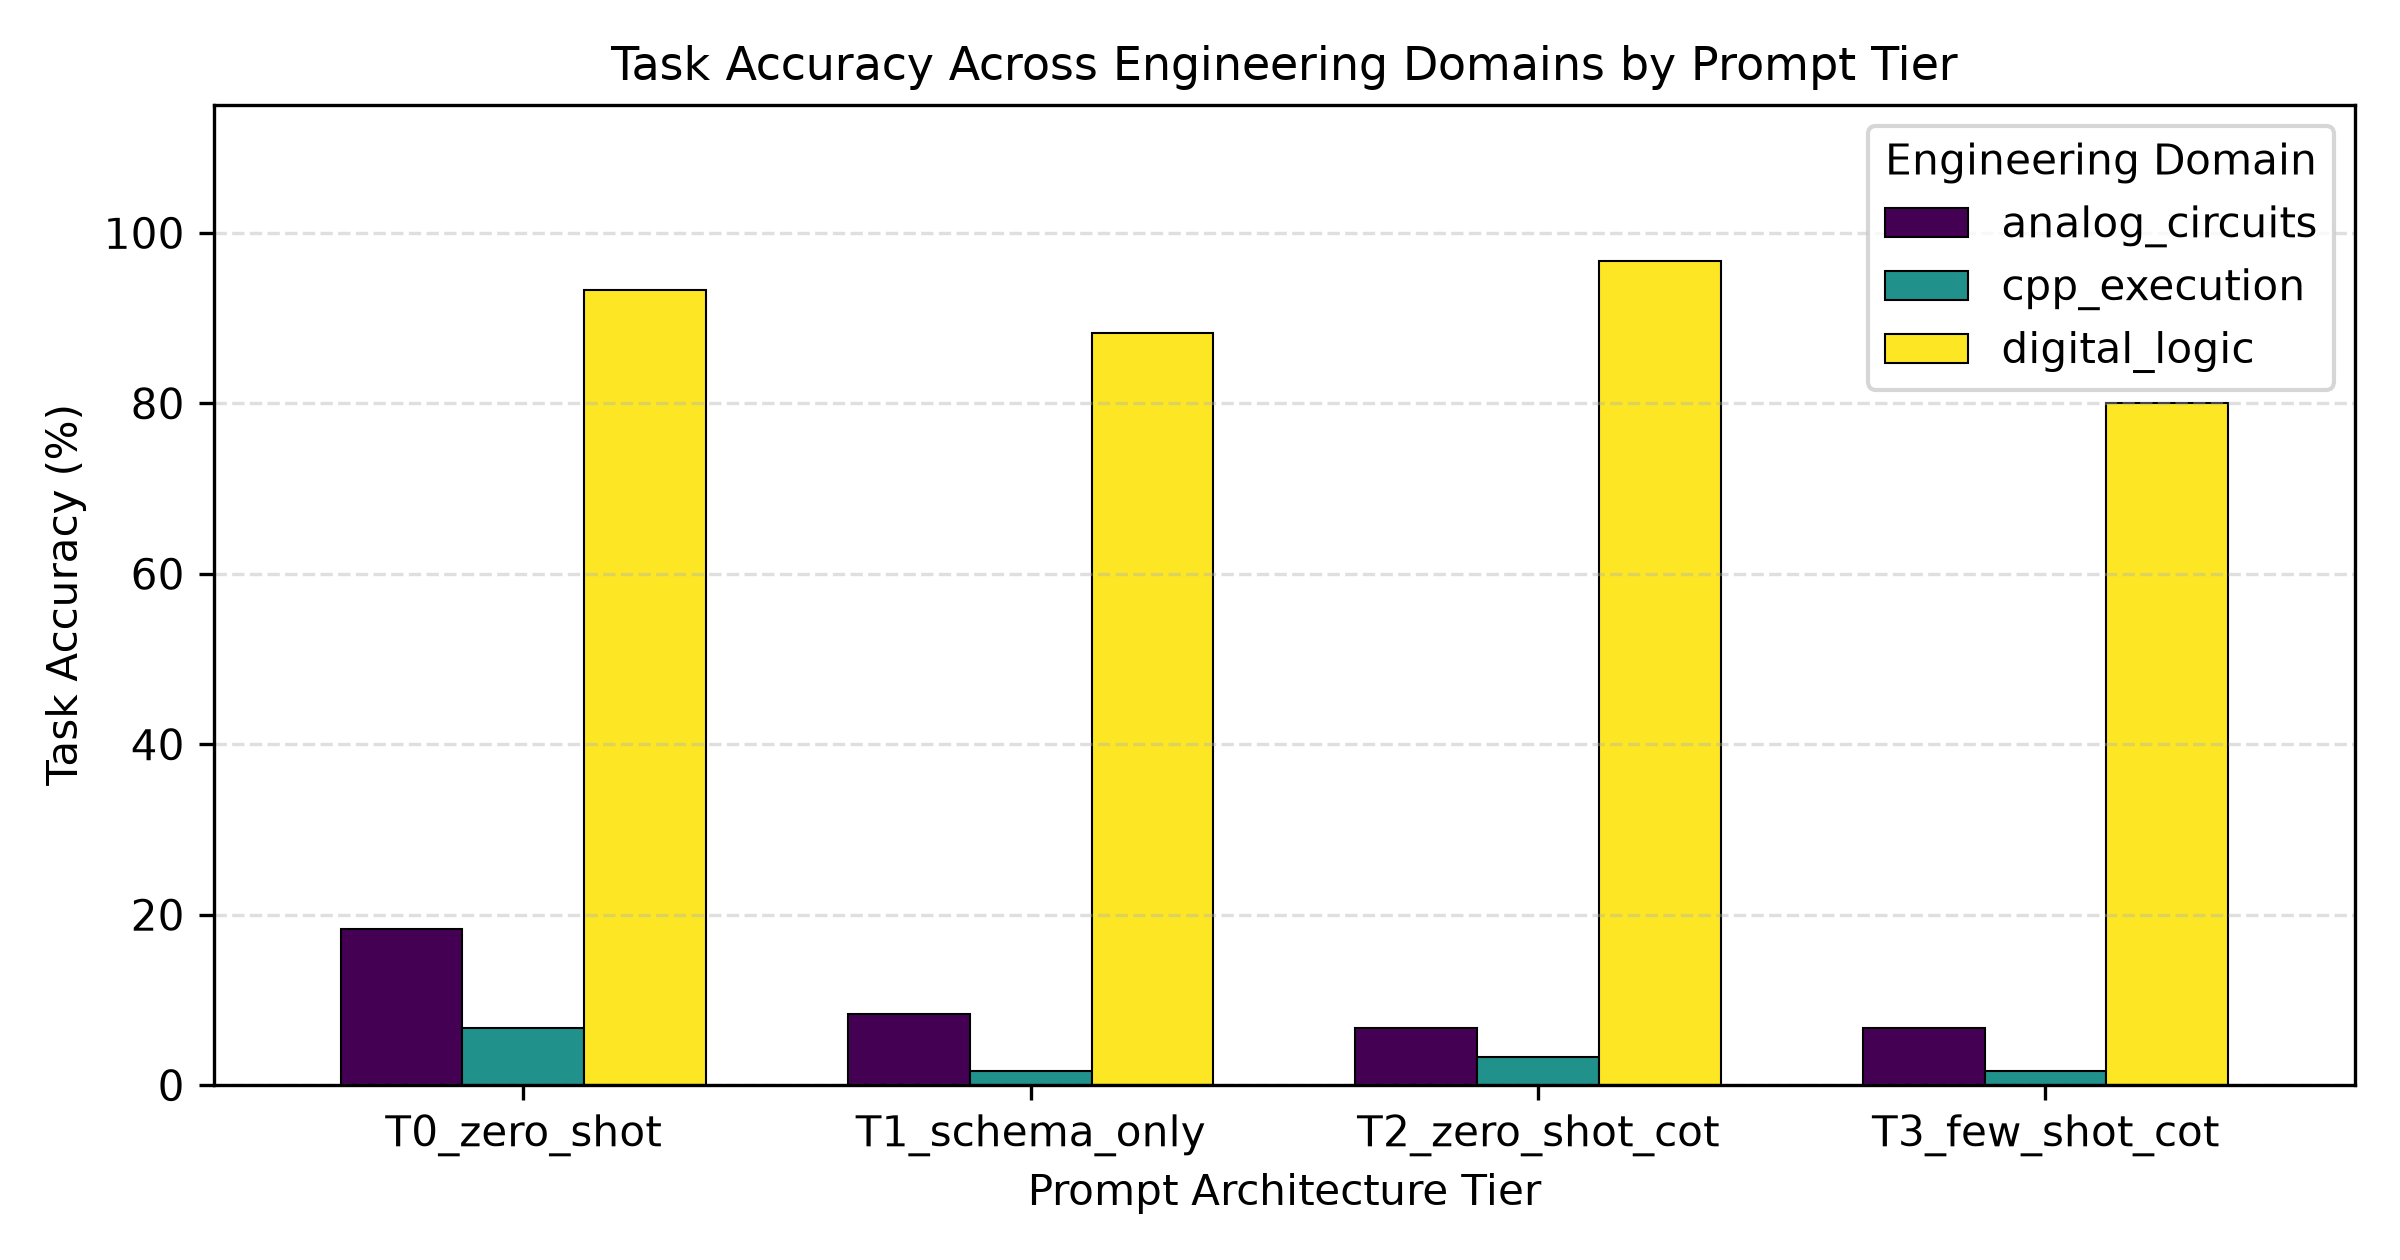 Task Accuracy Across Engineering Domains by Prompt Tier
Engineering Domain
analog_circuits
cpp_execution
digital_logic
Task Accuracy (%)
100
80
60
40
20
0
T0_zero_shot
T1_schema_only
T2_zero_shot_cot
T3_few_shot_cot
Prompt Architecture Tier